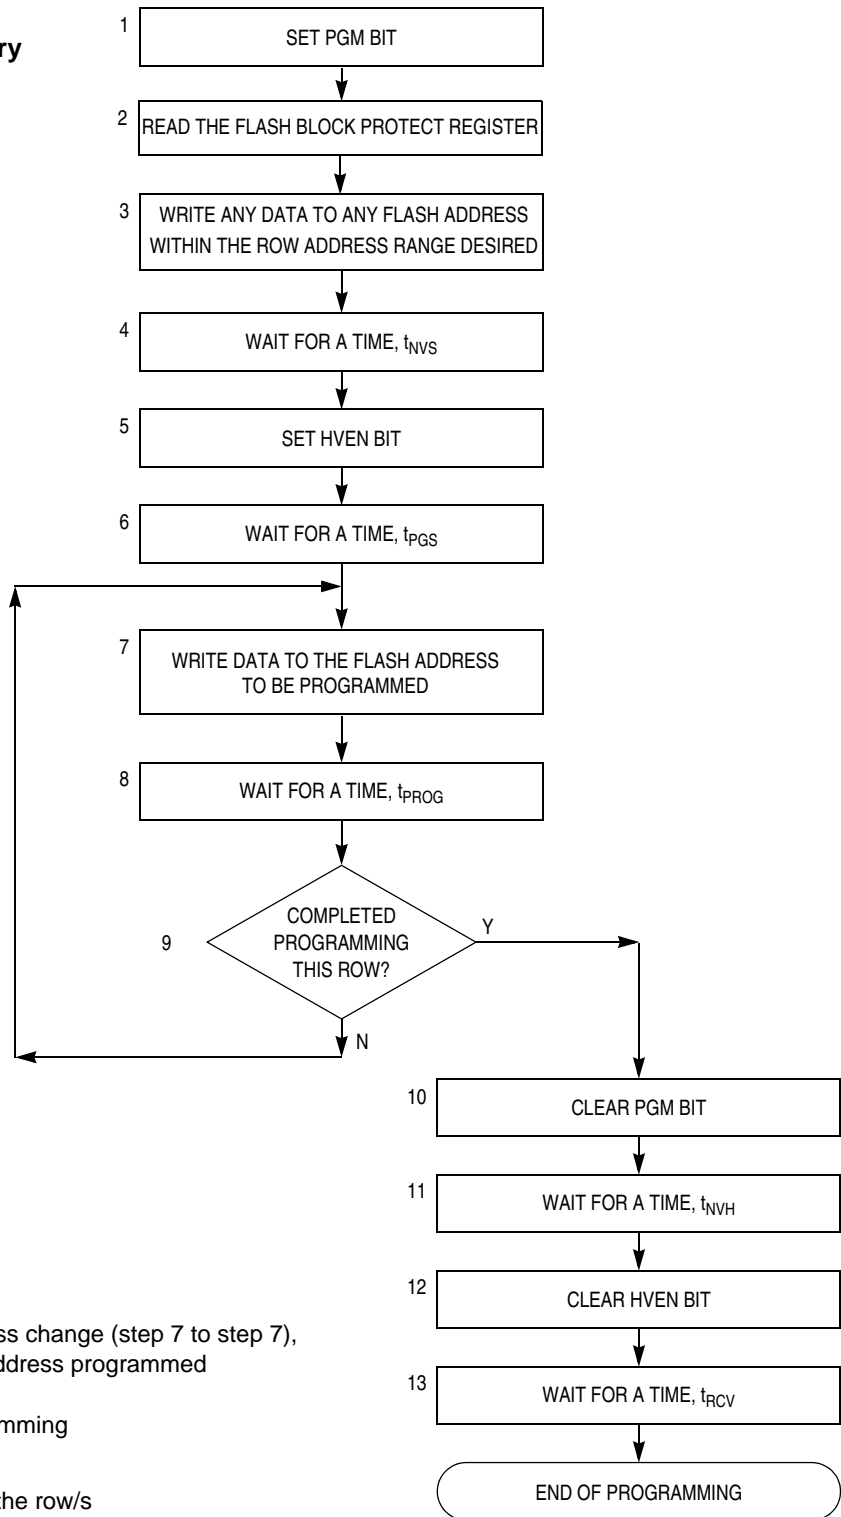 ry
1
SET PGM BIT
2
READ THE FLASH BLOCK PROTECT REGISTER
3
WRITE ANY DATA TO ANY FLASH ADDRESS
WITHIN THE ROW ADDRESS RANGE DESIRED
4
WAIT FOR A TIME, tNVS
5
SET HVEN BIT
6
WAIT FOR A TIME, tPGS
7
WRITE DATA TO THE FLASH ADDRESS
TO BE PROGRAMMED
8
WAIT FOR A TIME, tPROG
9
COMPLETED
PROGRAMMING
THIS ROW?
Y
N
10
CLEAR PGM BIT
11
WAIT FOR A TIME, tNVH
12
CLEAR HVEN BIT
13
WAIT FOR A TIME, tRCV
END OF PROGRAMMING
ss change (step 7 to step 7),
ddress programmed
mming
the row/s